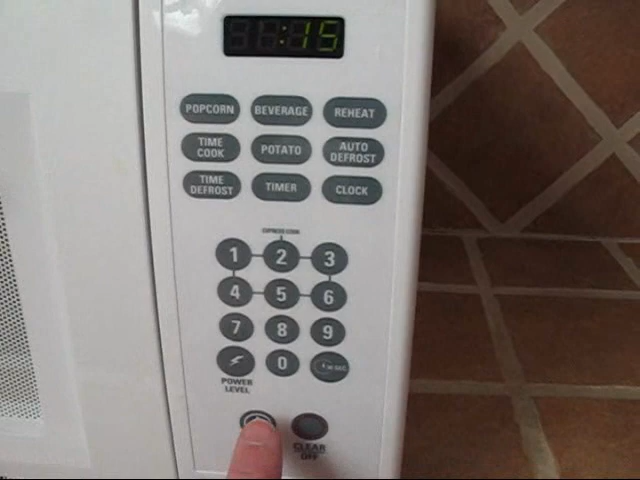 :15
POPCORN BEVERAGE REHEAT
TIME COOK POTATO AUTO DEFROST
TIME DEFROST TIMER CLOCK
EXPRESS COOK
1 2 3
4 5 6
7 8 9
0 SEC.
POWER LEVEL
CLEAR
OFF